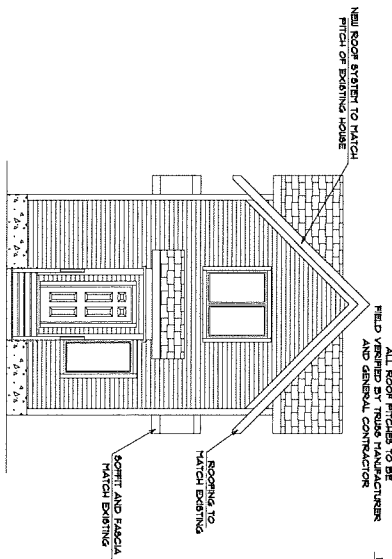 ALL ROOF PITCHES TO BE
FIELD VERIFIED BY TRUSS MANUFACTURER
AND GENERAL CONTRACTOR
NEW ROOF SYSTEM TO MATCH
PITCH OF EXISTING HOUSE
ROOFING TO
MATCH EXISTING
SOFFIT AND FASCIA
MATCH EXISTING